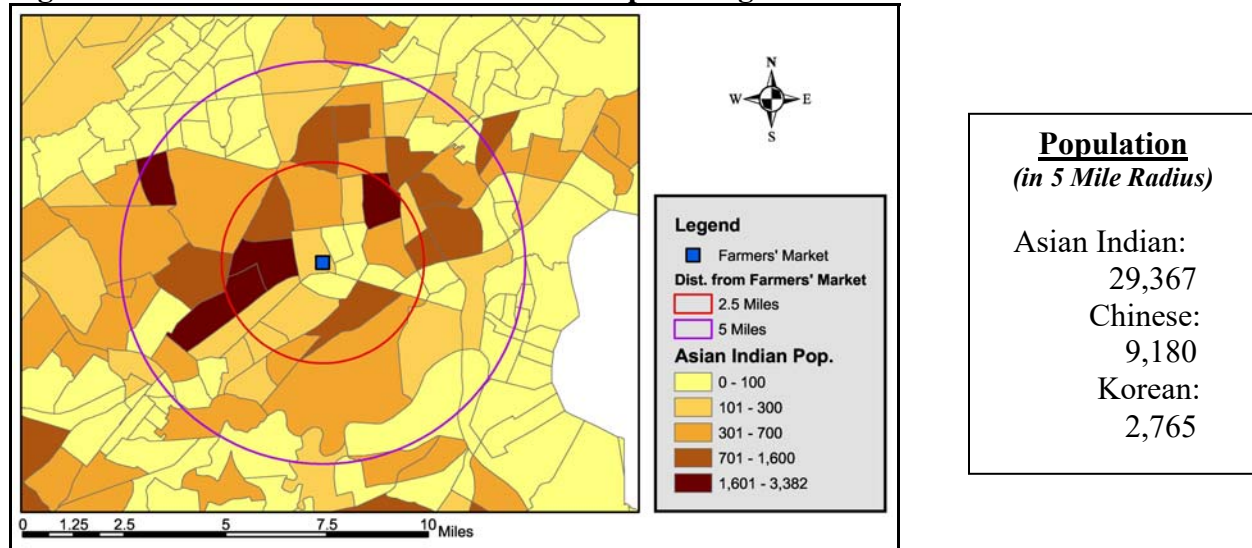 N
W E
S
Legend
Farmers' Market
Dist. from Farmers' Market
2.5 Miles
5 Miles
Asian Indian Pop.
0 - 100
101 - 300
301 - 700
701 - 1,600
1,601 - 3,382
0 1.25 2.5 5 7.5 10 Miles
Population
(in 5 Mile Radius)
Asian Indian:
29,367
Chinese:
9,180
Korean:
2,765